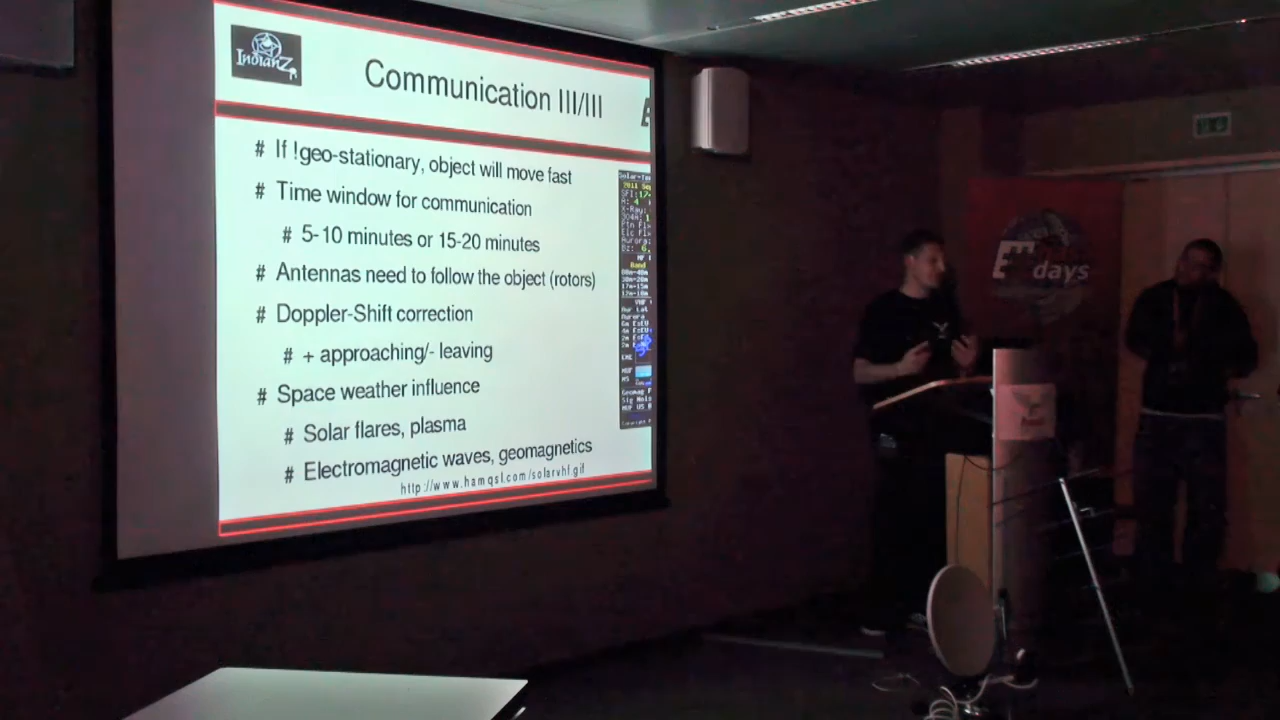 IndianZ
Communication III/III
E
# If !geo-stationary, object will move fast
# Time window for communication
# 5-10 minutes or 15-20 minutes
# Antennas need to follow the object (rotors)
# Doppler-Shift correction
# + approaching/- leaving
# Space weather influence
# Solar flares, plasma
# Electromagnetic waves, geomagnetics
http://www.hamqsl.com/solarvhf.gif
E
days